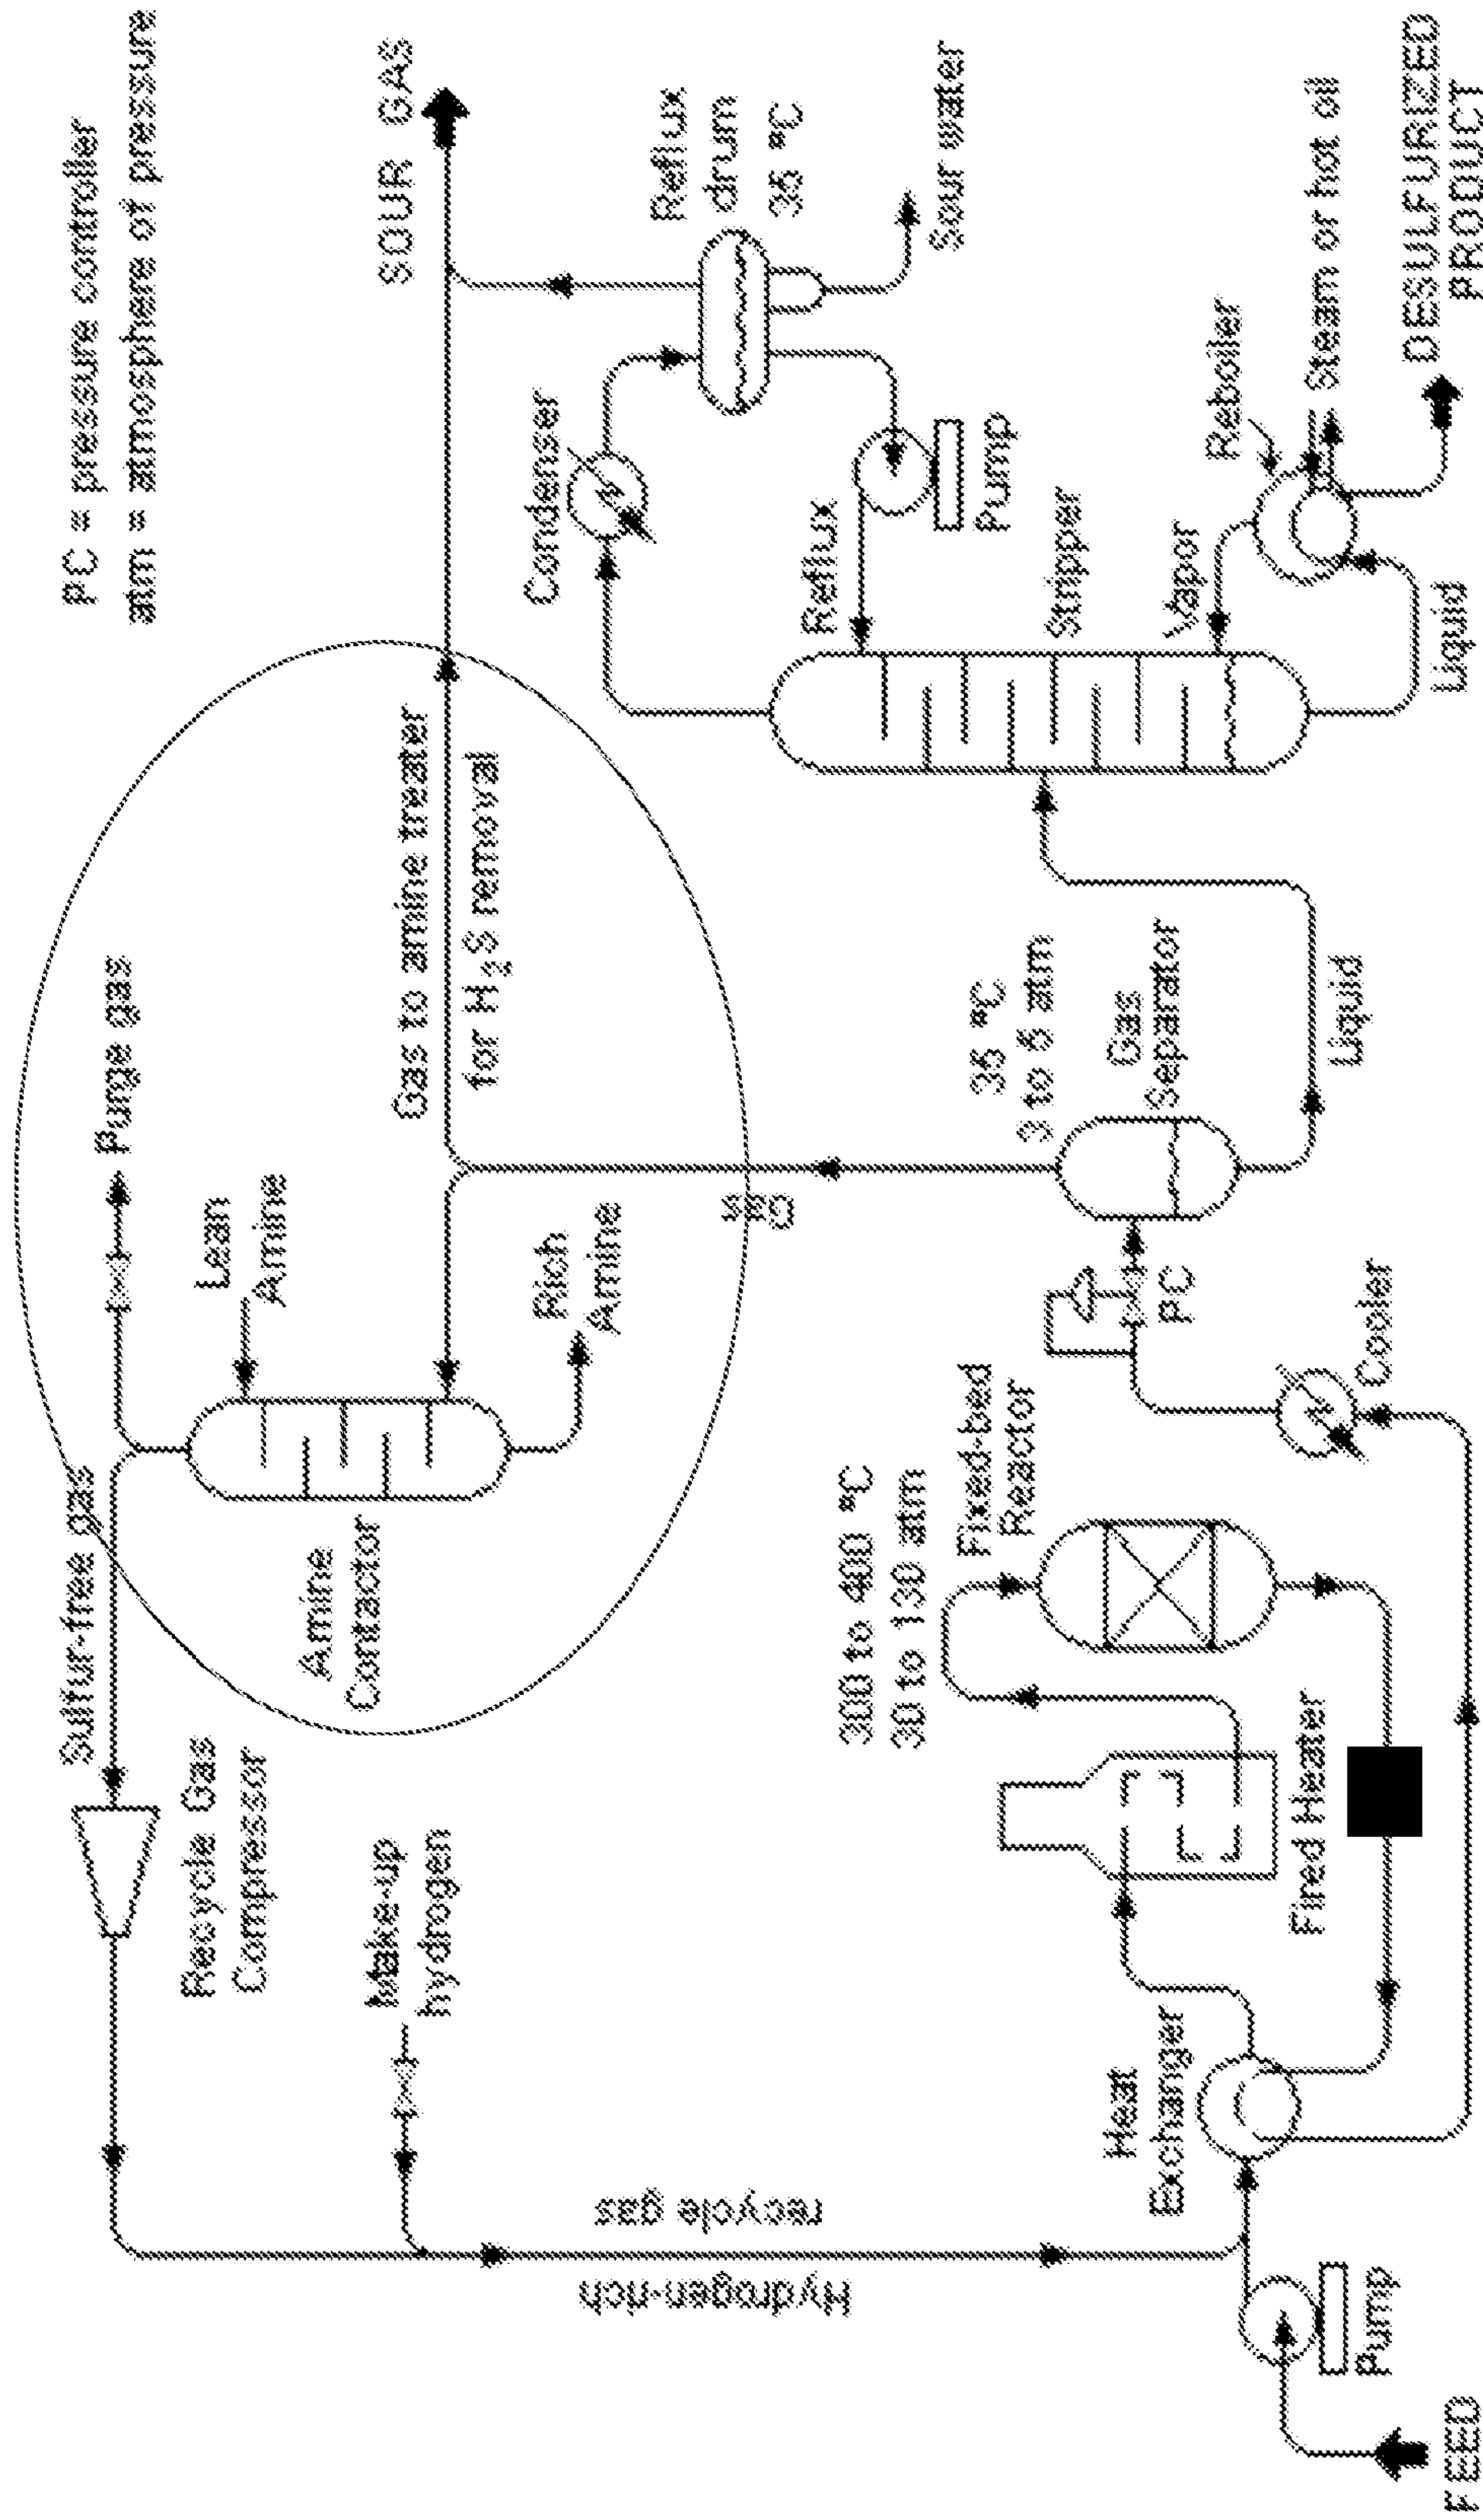 PC = pressure controller
atm = atmosphere of pressure
SOUR GAS
Sulfur-free gas
Purge gas
Recycle Gas
Compressor
Lean
Amine
Amine
Contactor
Rich
Amine
Gas to amine treater
for H₂S removal
Make-up
hydrogen
Condenser
Reflux
drum
35 °C
Sour water
Hydrogen-rich
recycle gas
Gas
Reflux
Pump
300 to 400 °C
30 to 130 atm
Fixed-bed
Reactor
35 °C
3 to 5 atm
Gas
Separator
Stripper
Vapor
Reboiler
Steam or hot oil
Heat
Exchanger
PC
Fired Heater
Cooler
Liquid
Liquid
Pump
FEED
DESULFURIZED
PRODUCT